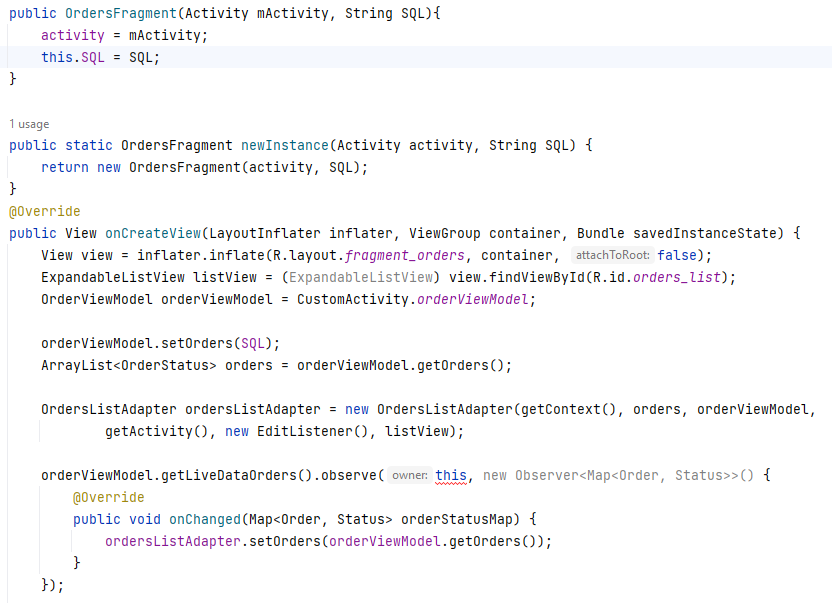 public OrdersFragment(Activity mActivity, String SQL){
activity = mActivity;
this.SQL = SQL;
}
1 usage
public static OrdersFragment newInstance(Activity activity, String SQL) {
return new OrdersFragment(activity, SQL);
}
@Override
public View onCreateView(LayoutInflater inflater, ViewGroup container, Bundle savedInstanceState) {
View view = inflater.inflate(R.layout.fragment_orders, container, attachToRoot: false);
ExpandableListView listView = (ExpandableListView) view.findViewById(R.id.orders_list);
OrderViewModel orderViewModel = CustomActivity.orderViewModel;
orderViewModel.setOrders(SQL);
ArrayList<OrderStatus> orders = orderViewModel.getOrders();
OrdersListAdapter ordersListAdapter = new OrdersListAdapter(getContext(), orders, orderViewModel,
getActivity(), new EditListener(), listView);
orderViewModel.getLiveDataOrders().observe( owner: this, new Observer<Map<Order, Status>>() {
@Override
public void onChanged(Map<Order, Status> orderStatusMap) {
ordersListAdapter.setOrders(orderViewModel.getOrders());
}
});